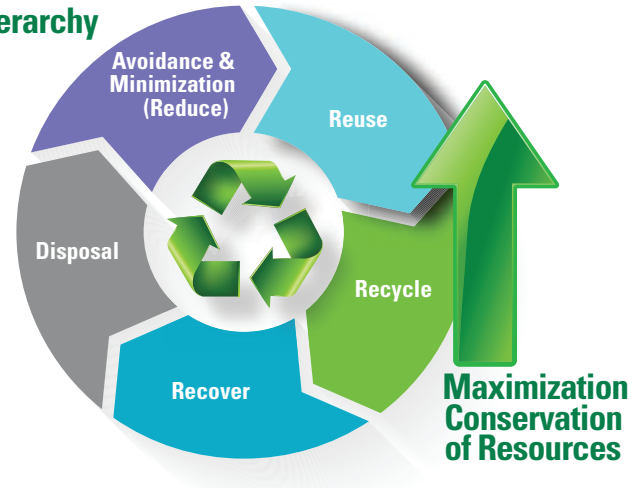 erarchy
Avoidance &
Minimization
(Reduce)
Reuse
Disposal
Recycle
Recover
Maximization
Conservation
of Resources